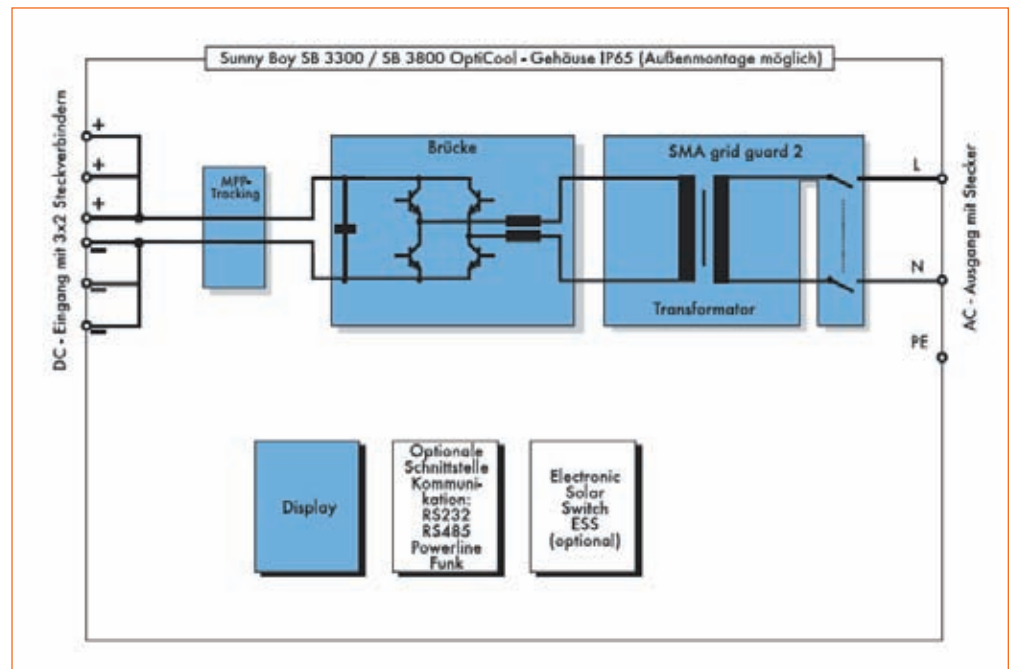 Sunny Boy SB 3300 / SB 3800 OptiCool - Gehäuse IP65 (Außenmontage möglich)
DC - Eingang mit 3x2 Steckverbindern
+
+
+
−
−
−
MPP-
Tracking
Brücke
SMA grid guard 2
Transformator
L
N
PE
AC - Ausgang mit Stecker
Display
Optionale
Schnittstelle
Kommuni-
kation:
RS232
RS485
Powerline
Funk
Electronic
Solar
Switch
ESS
(optional)